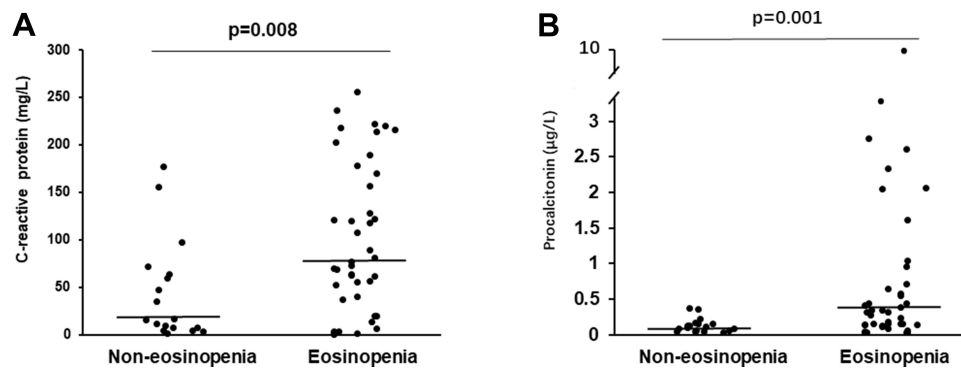 A
p=0.008
C-reactive protein (mg/L)
300
250
200
150
100
50
0
Non-eosinopenia Eosinopenia
B
p=0.001
Procalcitonin (μg/L)
10
3
2.5
2
1.5
1
0.5
0
Non-eosinopenia Eosinopenia